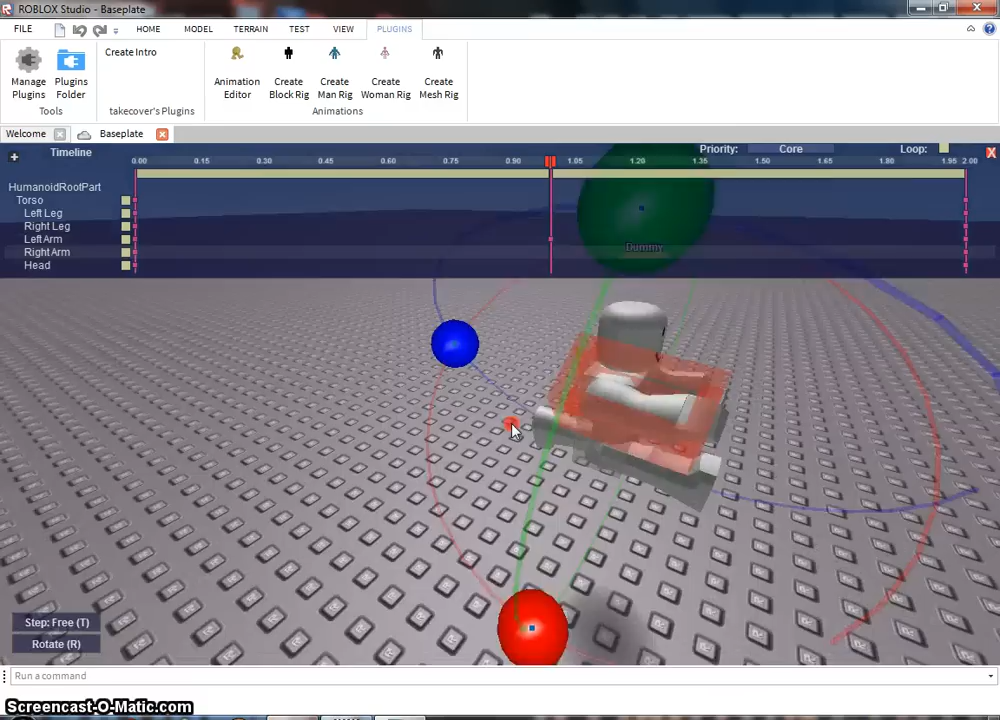 ROBLOX Studio - Baseplate
FILE HOME MODEL TERRAIN TEST VIEW PLUGINS
Manage Plugins
Plugins Folder
Tools
Create Intro
takeover's Plugins
Animation Editor
Create Block Rig
Create Man Rig
Create Woman Rig
Create Mesh Rig
Animations
Welcome Baseplate
Timeline Priority: Core Loop:
0.00 0.15 0.30 0.45 0.60 0.75 0.90 1.05 1.20 1.35 1.50 1.65 1.80 1.95 2.00
HumanoidRootPart
Torso
Left Leg
Right Leg
Left Arm
Right Arm
Head
Dummy
Step: Free (T)
Rotate (R)
Run a command
Screencast-O-Matic.com